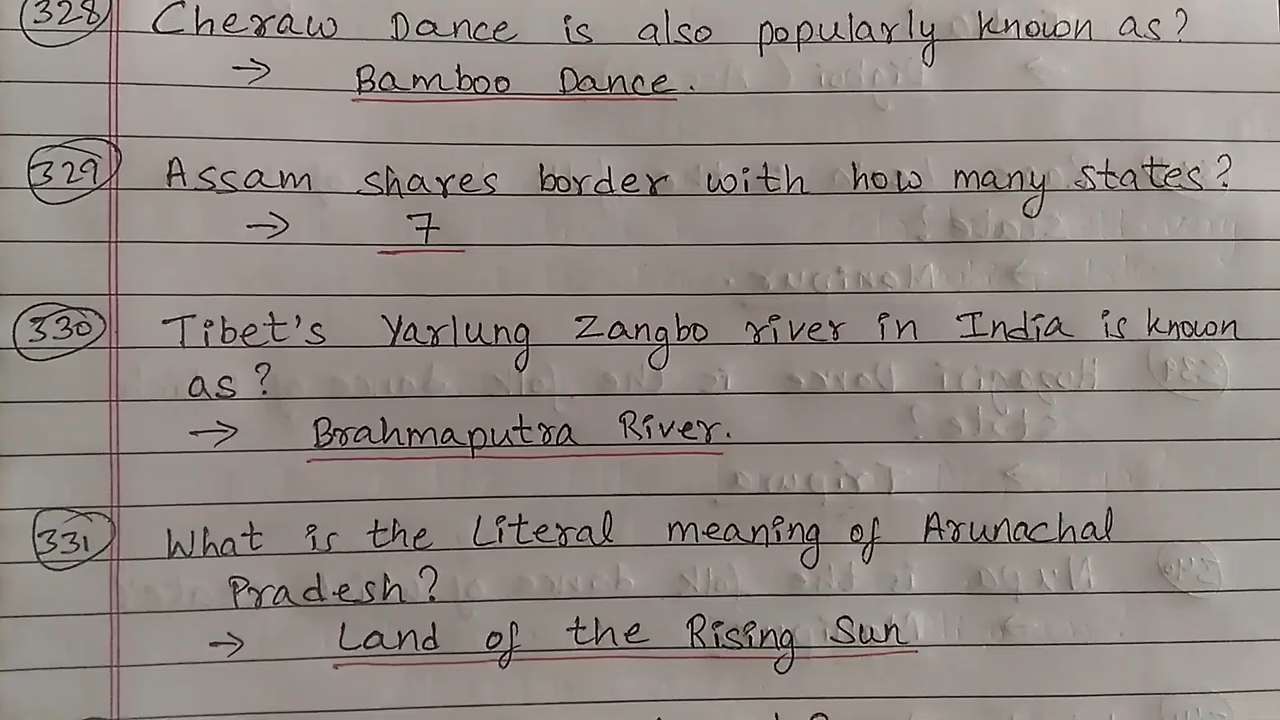 328 Cheraw Dance is also popularly known as?
→ Bamboo Dance.
329 Assam shares border with how many states?
→ 7
330 Tibet's Yarlung Zangbo river in India is known
as?
→ Brahmaputra River.
331 What is the Literal meaning of Arunachal
Pradesh?
→ Land of the Rising Sun